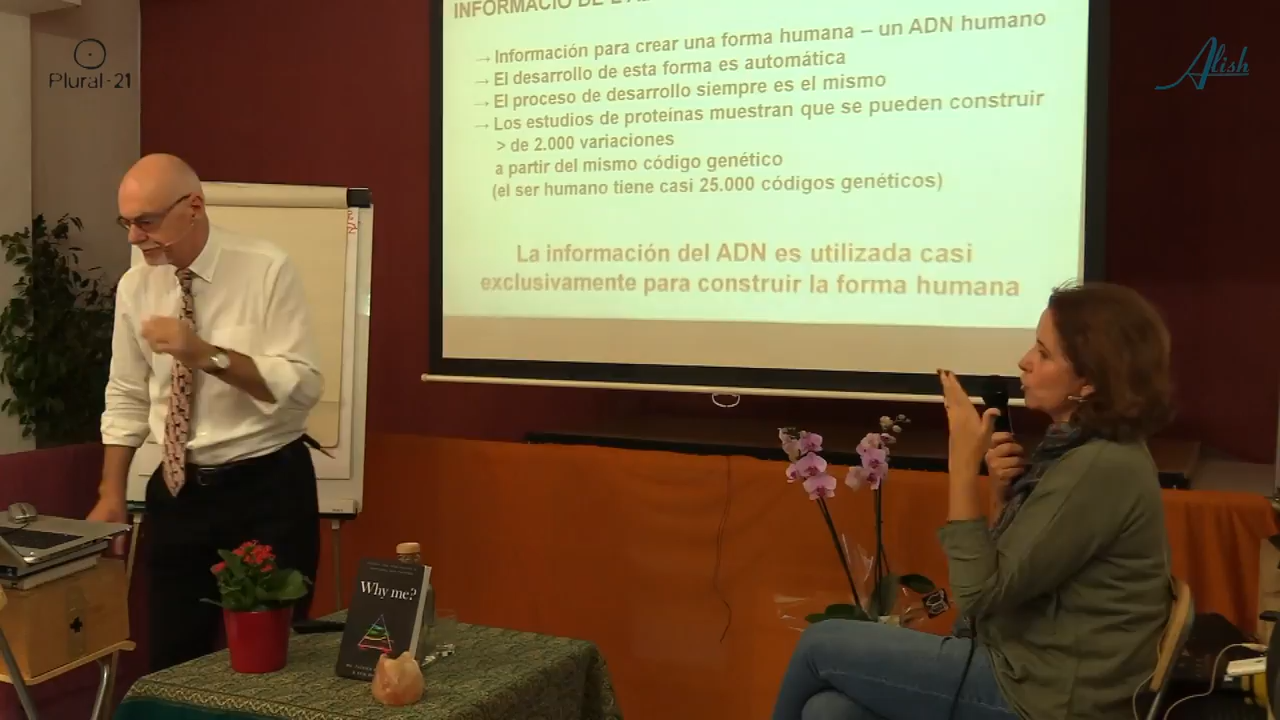 Plural-21
Alish
INFORMACIÓ DE
→ Información para crear una forma humana – un ADN humano
→ El desarrollo de esta forma es automática
→ El proceso de desarrollo siempre es el mismo
→ Los estudios de proteínas muestran que se pueden construir
> de 2.000 variaciones
a partir del mismo código genético
(el ser humano tiene casi 25.000 códigos genéticos)
La información del ADN es utilizada casi
exclusivamente para construir la forma humana
Why me?